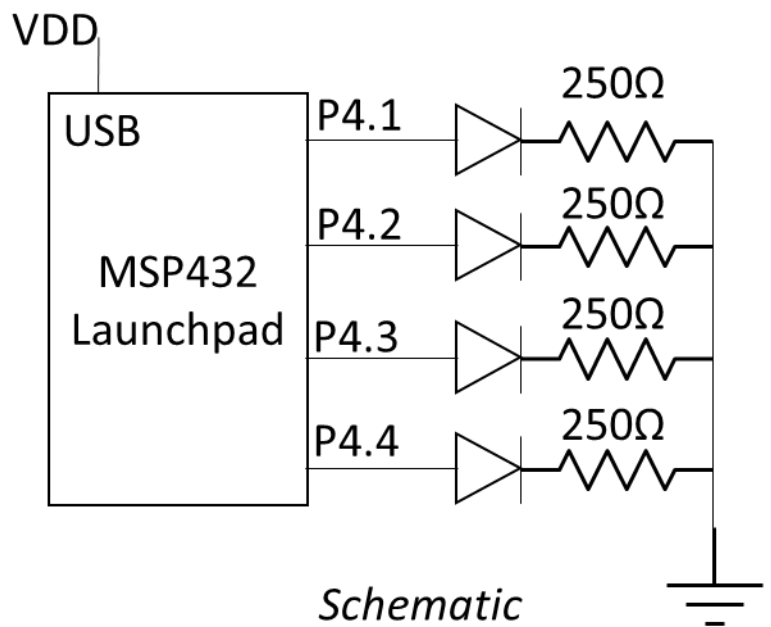 VDD
USB
MSP432
Launchpad
P4.1
250Ω
P4.2
250Ω
P4.3
250Ω
P4.4
250Ω
Schematic